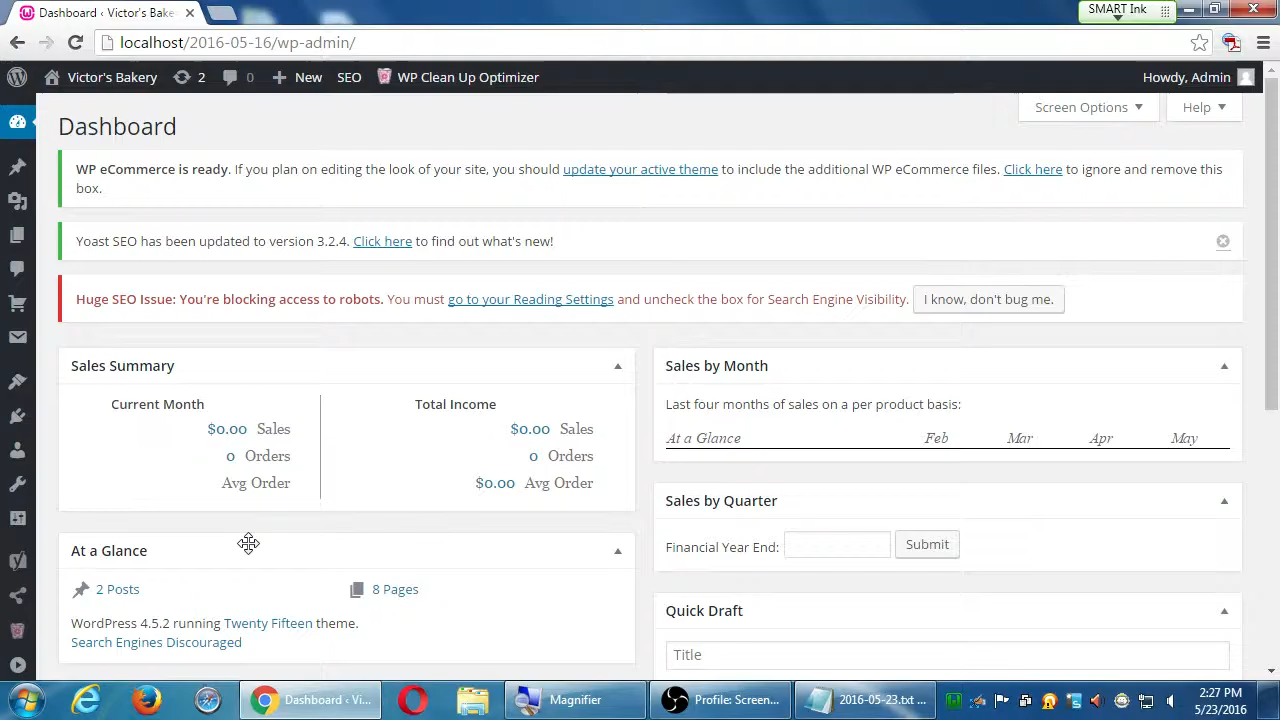 Dashboard ‹ Victor's Bake
SMART Ink
localhost/2016-05-16/wp-admin/
Victor's Bakery 2 0 New SEO WP Clean Up Optimizer Howdy, Admin
Screen Options Help
Dashboard
WP eCommerce is ready. If you plan on editing the look of your site, you should update your active theme to include the additional WP eCommerce files. Click here to ignore and remove this
box.
Yoast SEO has been updated to version 3.2.4. Click here to find out what's new!
Huge SEO Issue: You're blocking access to robots. You must go to your Reading Settings and uncheck the box for Search Engine Visibility. I know, don't bug me.
Sales Summary
Current Month Total Income
$0.00 Sales $0.00 Sales
0 Orders 0 Orders
Avg Order $0.00 Avg Order
At a Glance
2 Posts 8 Pages
WordPress 4.5.2 running Twenty Fifteen theme.
Search Engines Discouraged
Sales by Month
Last four months of sales on a per product basis:
At a Glance Feb Mar Apr May
Sales by Quarter
Financial Year End: Submit
Quick Draft
Title
Dashboard ‹ Vi...
Magnifier
Profile: Screen...
2016-05-23.txt ...
2:27 PM
5/23/2016